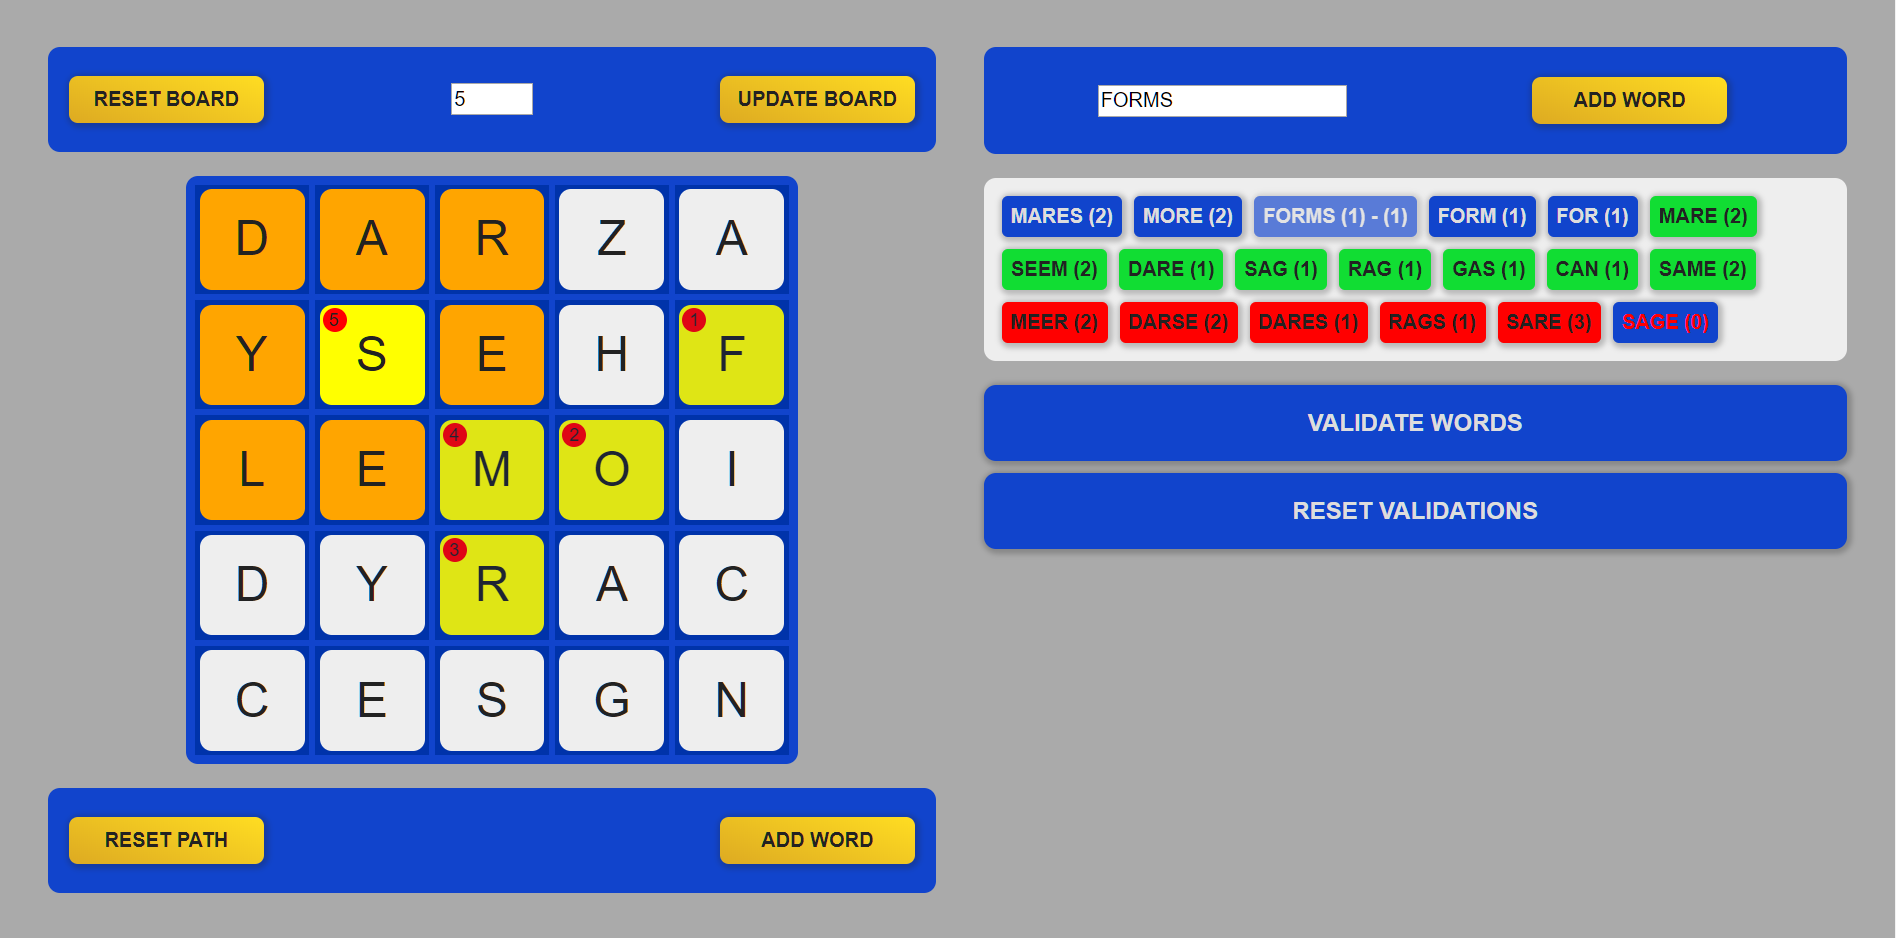 RESET BOARD 5 UPDATE BOARD
D A R Z A
Y 5 S E H 1 F
L E 4 M 2 O I
D Y 3 R A C
C E S G N
RESET PATH ADD WORD
FORMS ADD WORD
MARES (2) MORE (2) FORMS (1) - (1) FORM (1) FOR (1) MARE (2)
SEEM (2) DARE (1) SAG (1) RAG (1) GAS (1) CAN (1) SAME (2)
MEER (2) DARSE (2) DARES (1) RAGS (1) SARE (3) SAGE (0)
VALIDATE WORDS
RESET VALIDATIONS